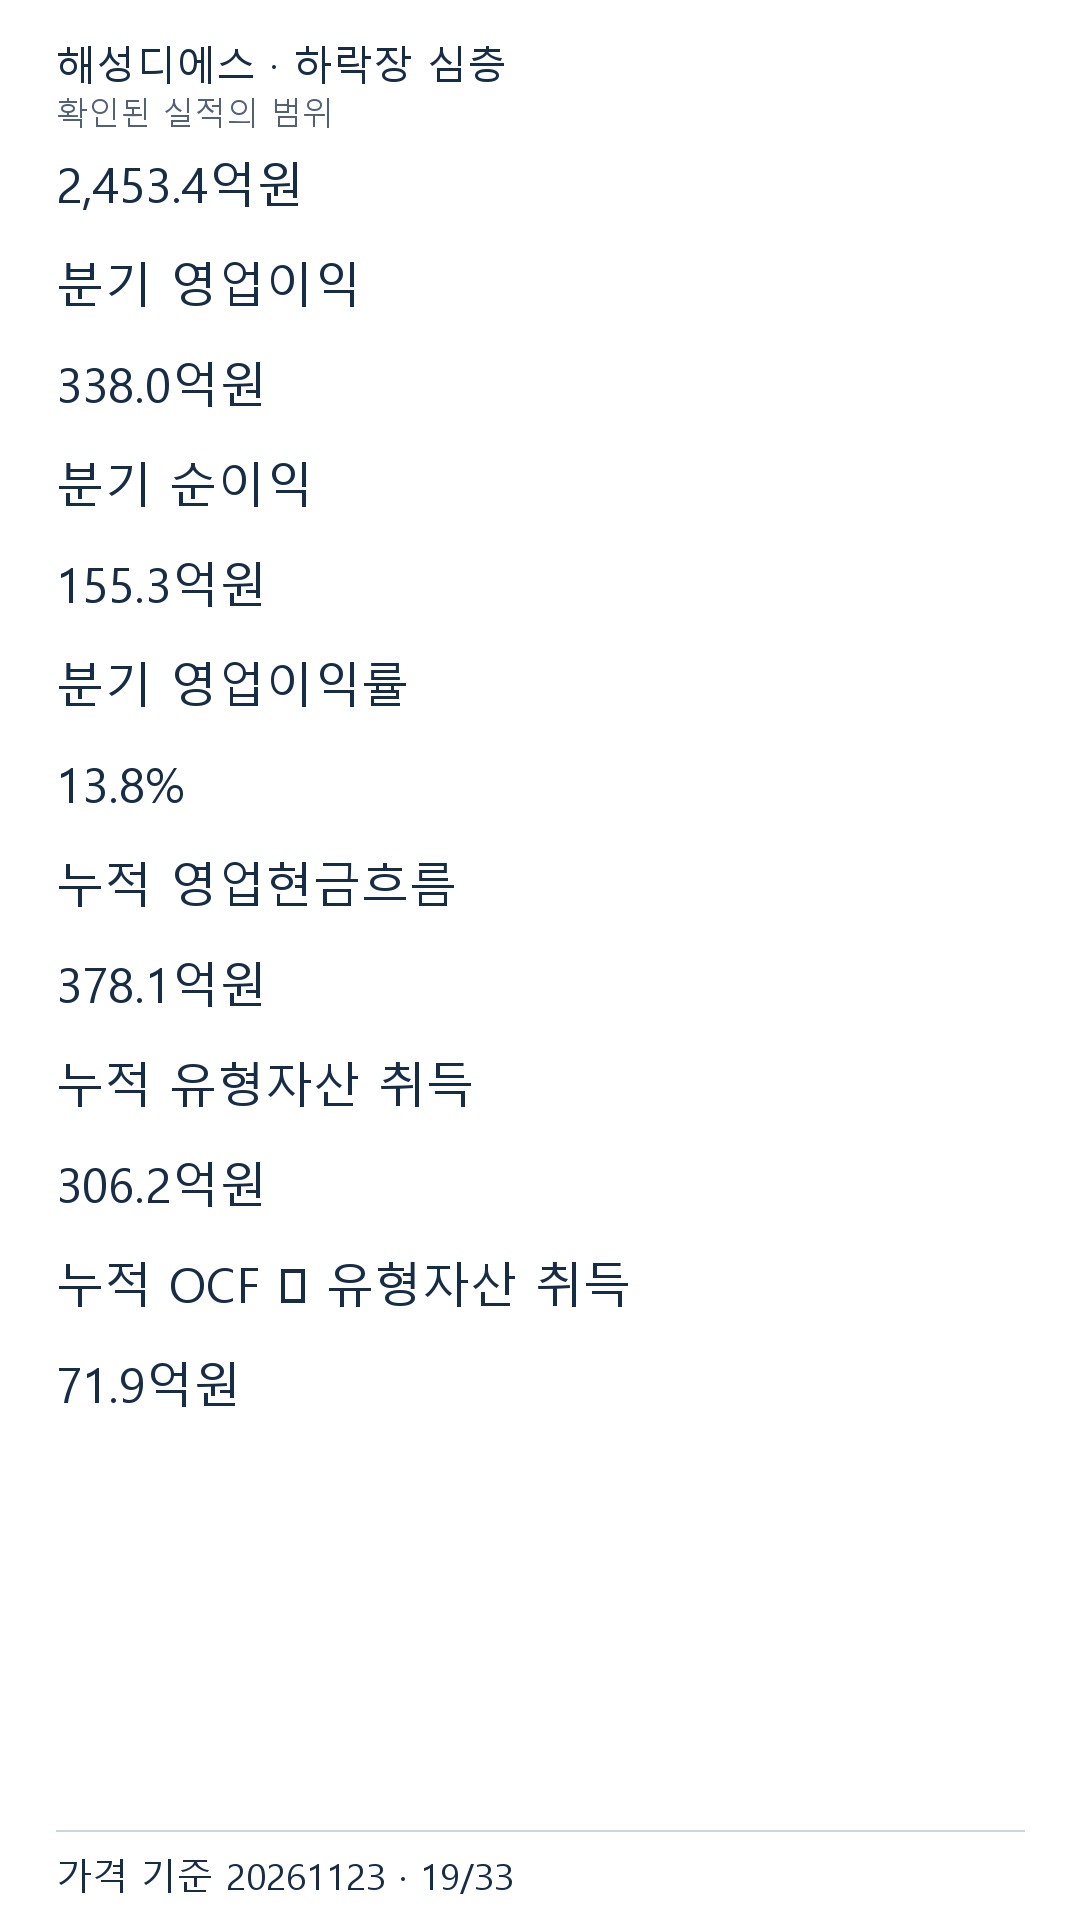 해성디에스 · 하락장 심층
확인된 실적의 범위
2,453.4억원
분기 영업이익
338.0억원
분기 순이익
155.3억원
분기 영업이익률
13.8%
누적 영업현금흐름
378.1억원
누적 유형자산 취득
306.2억원
누적 OCF □ 유형자산 취득
71.9억원
가격 기준 20261123 · 19/33